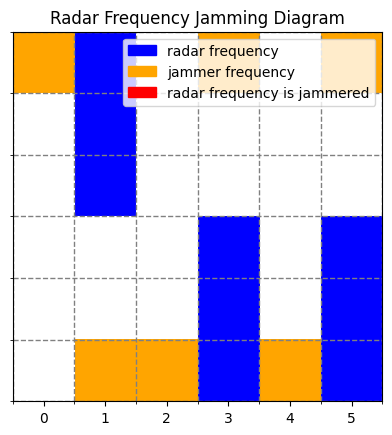 Radar Frequency Jamming Diagram
radar frequency
jammer frequency
radar frequency is jammered
0 1 2 3 4 5